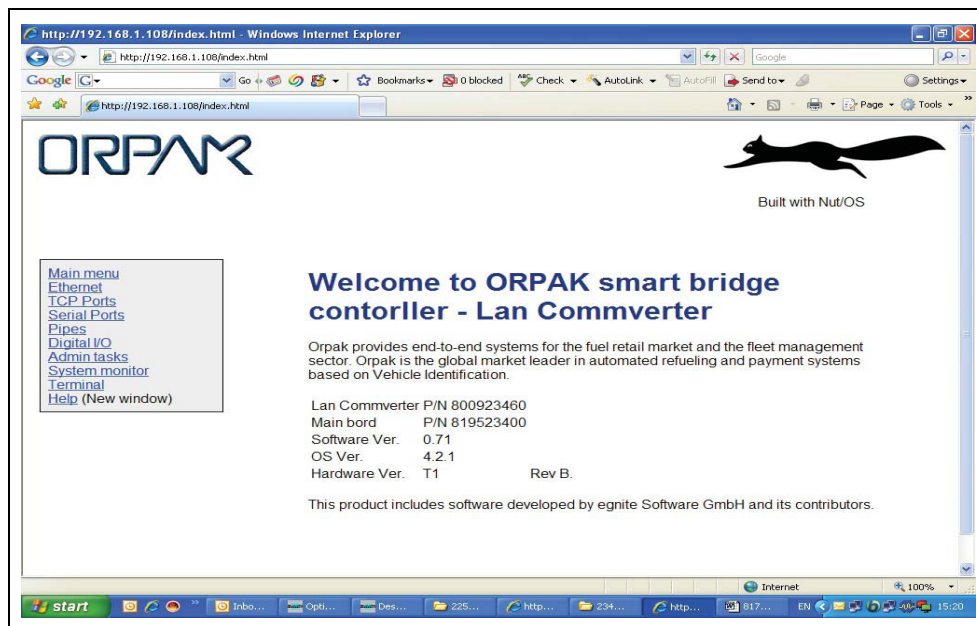 http://192.168.1.108/index.html - Windows Internet Explorer
http://192.168.1.108/index.html
Google
Google
G
Go
Bookmarks
0 blocked
Check
AutoLink
AutoFill
Send to
Settings
http://192.168.1.108/index.html
Page
Tools
ORPAK
Built with Nut/OS
Main menu
Ethernet
TCP Ports
Serial Ports
Pipes
Digital I/O
Admin tasks
System monitor
Terminal
Help (New window)
Welcome to ORPAK smart bridge
contorller - Lan Commverter
Orpak provides end-to-end systems for the fuel retail market and the fleet management
sector. Orpak is the global market leader in automated refueling and payment systems
based on Vehicle Identification.
Lan Commverter P/N 800923460
Main bord P/N 819523400
Software Ver. 0.71
OS Ver. 4.2.1
Hardware Ver. T1 Rev B.
This product includes software developed by egnite Software GmbH and its contributors.
Internet
100%
start
Inbo...
Opti...
Des...
225...
http...
234...
http...
817...
EN
15:20